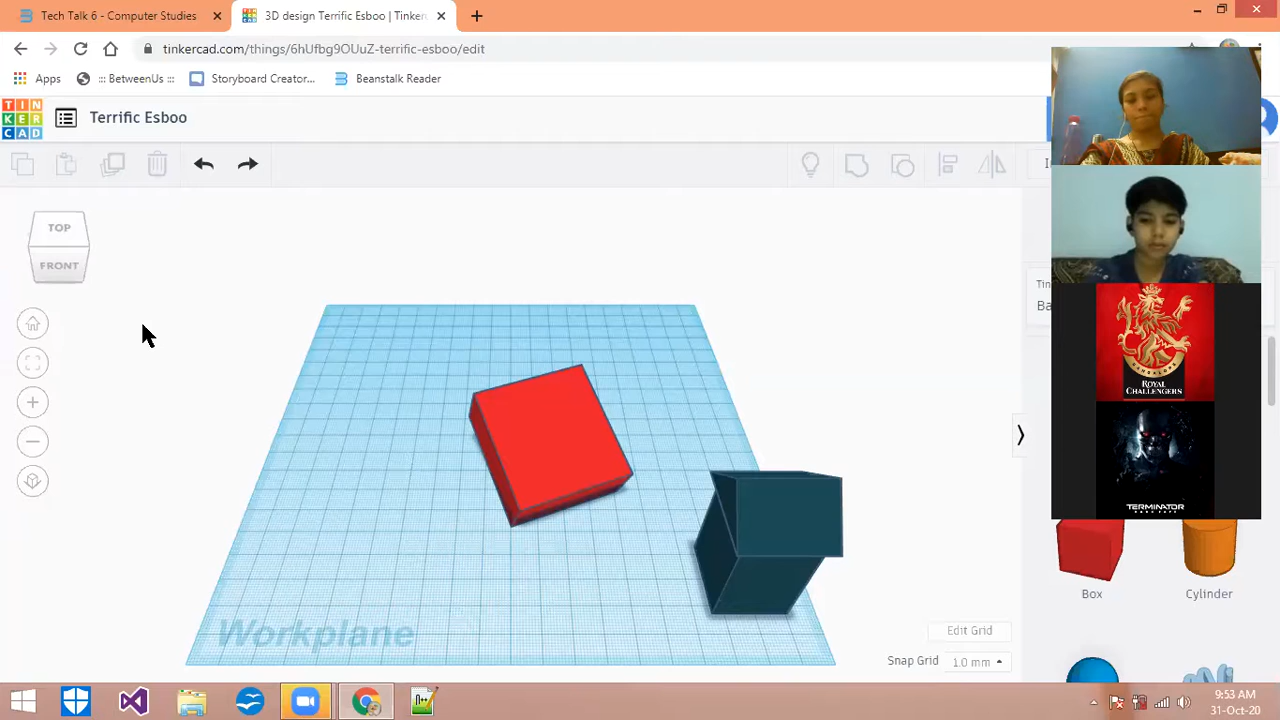 Tech Talk 6 - Computer Studies
3D design Terrific Esboo | Tinker
tinkercad.com/things/6hUfbg9OUuZ-terrific-esboo/edit
Apps
::: BetweenUs :::
Storyboard Creator...
Beanstalk Reader
TIN
KER
CAD
Terrific Esboo
TOP
FRONT
ROYAL
CHALLENGERS
TERMINATOR
Box
Cylinder
Workplane
Edit Grid
Snap Grid
1.0 mm
9:53 AM
31-Oct-20